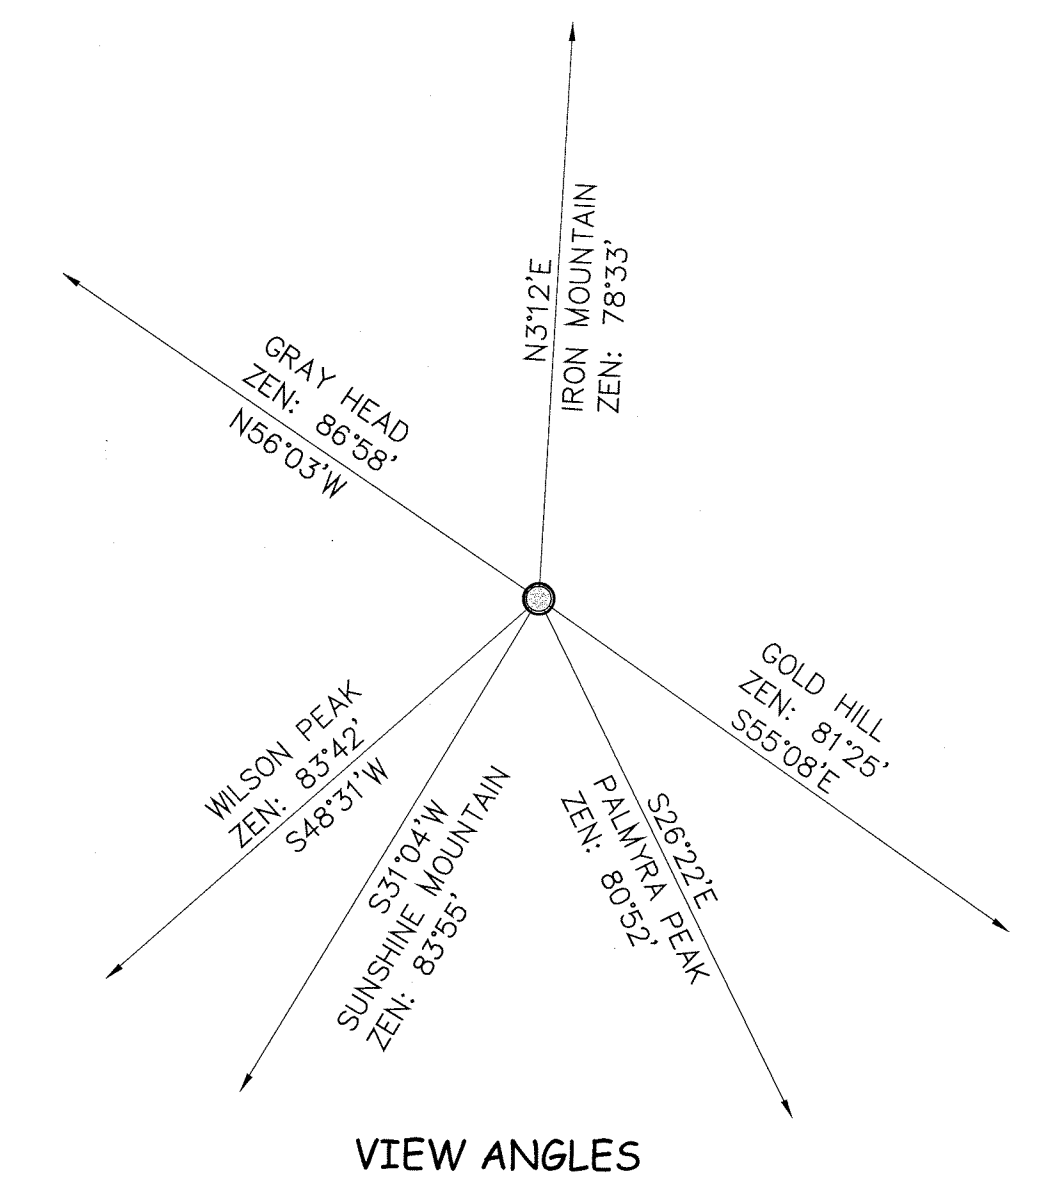 N3°12'E
IRON MOUNTAIN
ZEN: 78°33'
GRAY HEAD
ZEN: 86°58'
N56°03'W
GOLD HILL
ZEN: 81°25'
S55°08'E
WILSON PEAK
ZEN: 83°42'
S48°31'W
S31°04'W
SUNSHINE MOUNTAIN
ZEN: 83°55'
S26°22'E
PALMYRA PEAK
ZEN: 80°52'
VIEW ANGLES